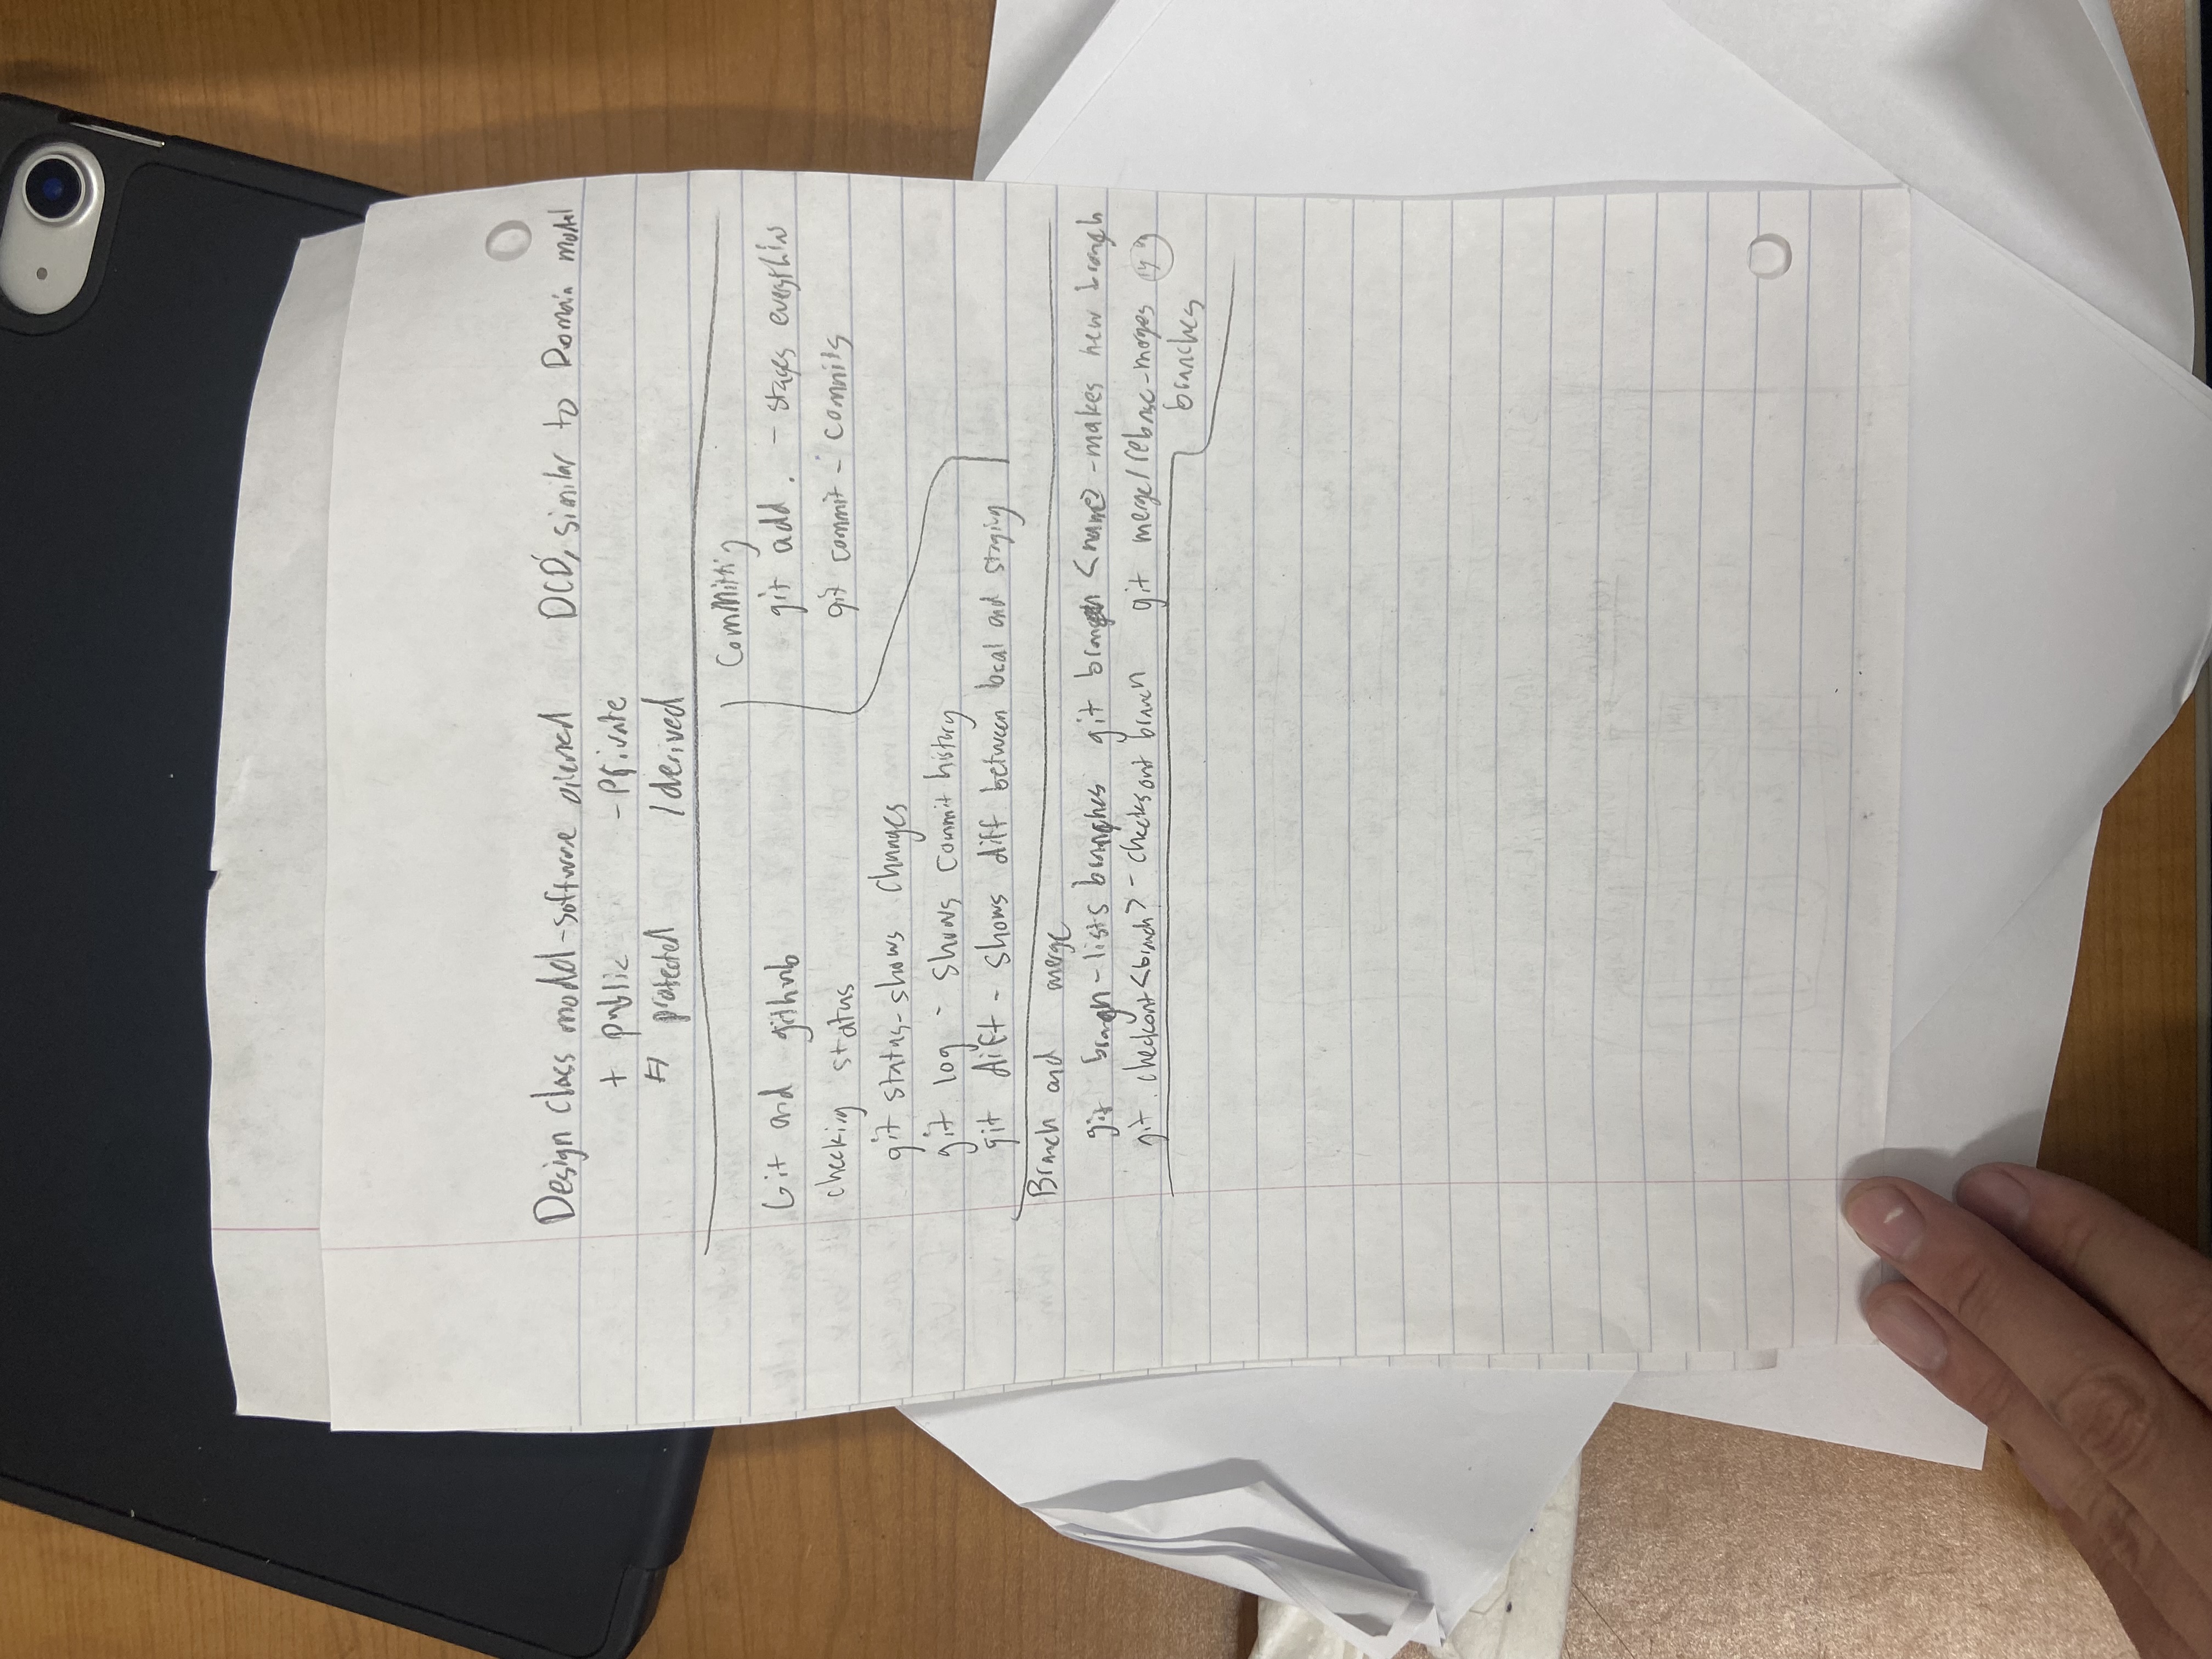 Design class model - software oriened DCD, similar to Domain model
+ public - Private
# protected / derived
Committing
git add . - stages everything
git commit - commits
Git and github
checking status
git status - shows changes
git log - shows commit history
git diff - shows diff between local and staging
Branch and merge
git branch - lists branches git branch <name> - makes new branch
git checkout <branch> - checks out branch git merge/rebase - merges
branches